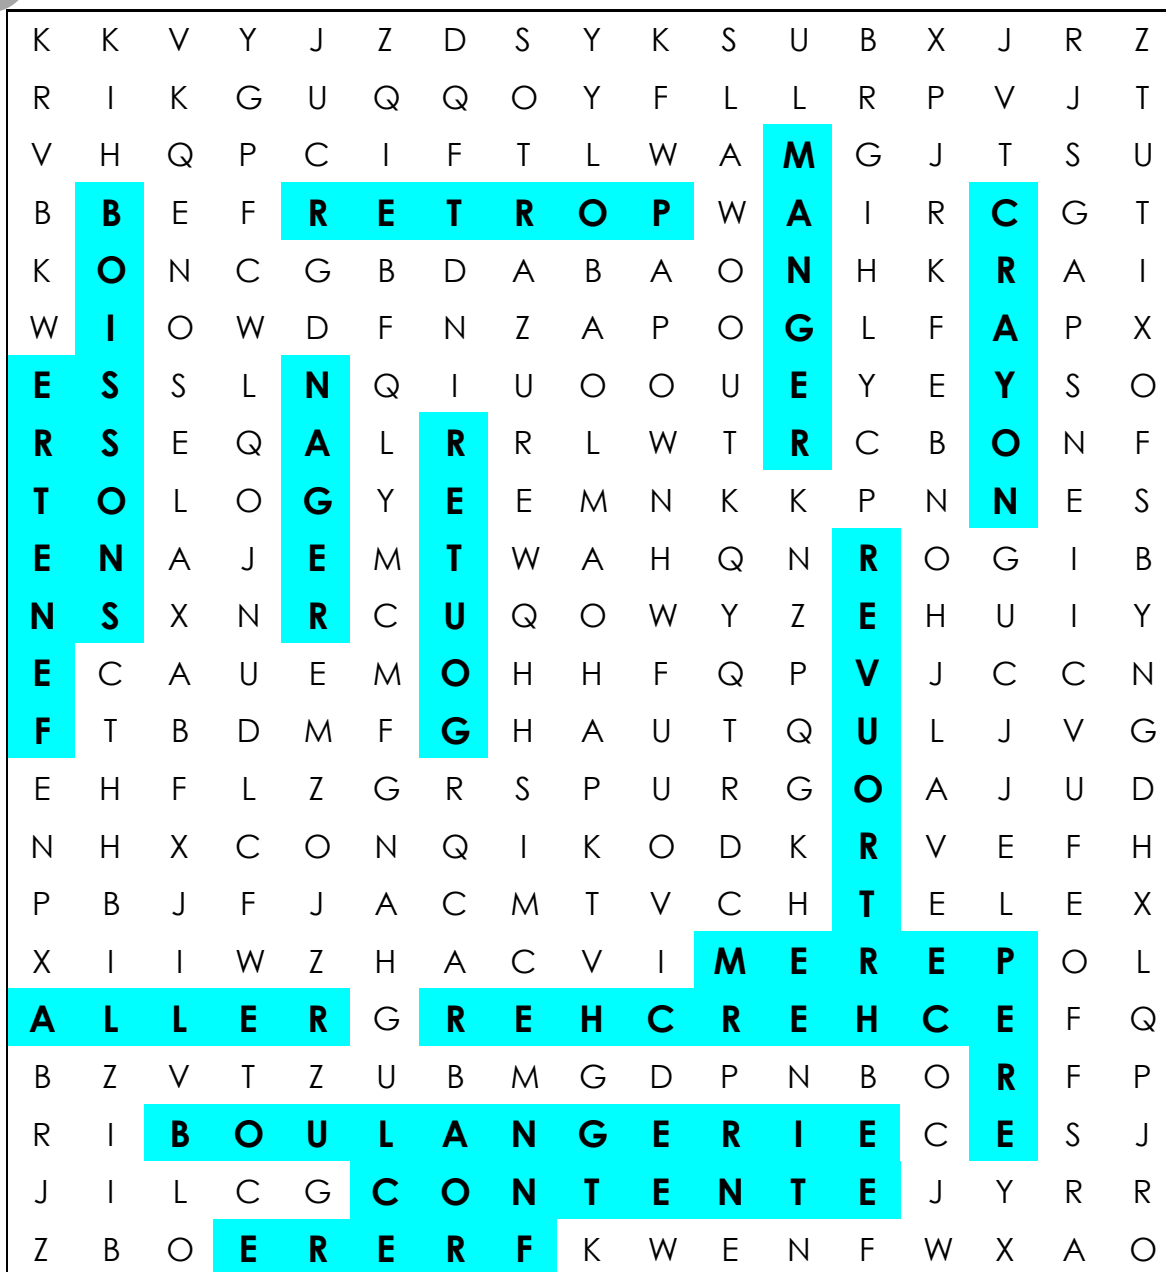 K K V Y J Z D S Y K S U B X J R Z
R I K G U Q Q O Y F L L R P V J T
V H Q P C I F T L W A M G J T S U
B B E F R E T R O P W A I R C G T
K O N C G B D A B A O N H K R A I
W I O W D F N Z A P O G L F A P X
E S S L N Q I U O O U E Y E Y S O
R S E Q A L R R L W T R C B O N F
T O L O G Y E E M N K K P N N E S
E N A J E M T W A H Q N R O G I B
N S X N R C U Q O W Y Z E H U I Y
E C A U E M O H H F Q P V J C C N
F T B D M F G H A U T Q U L J V G
E H F L Z G R S P U R G O A J U D
N H X C O N Q I K O D K R V E F H
P B J F J A C M T V C H T E L E X
X I I W Z H A C V I M E R E P O L
A L L E R G R E H C R E H C E F Q
B Z V T Z U B M G D P N B O R F P
R I B O U L A N G E R I E C E S J
J I L C G C O N T E N T E J Y R R
Z B O E R E R F K W E N F W X A O